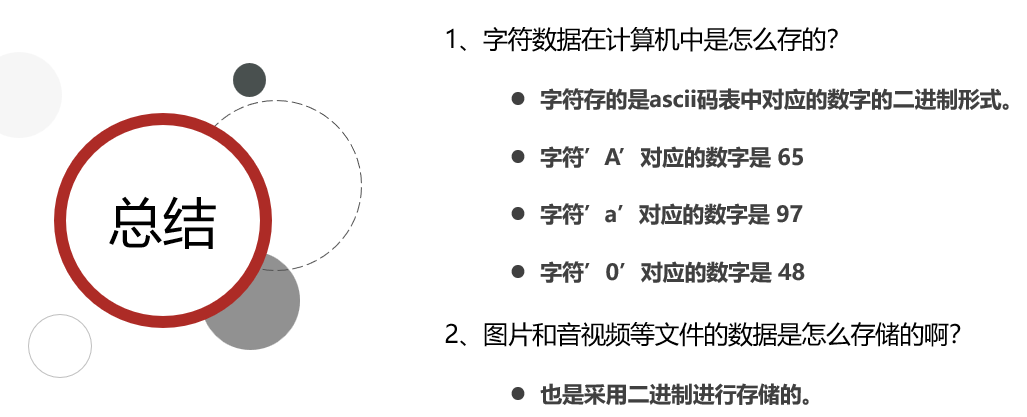 总结
1、字符数据在计算机中是怎么存的？
● 字符存的是ascii码表中对应的数字的二进制形式。
● 字符’A’对应的数字是 65
● 字符’a’对应的数字是 97
● 字符’0’对应的数字是 48
2、图片和音视频等文件的数据是怎么存储的啊？
● 也是采用二进制进行存储的。